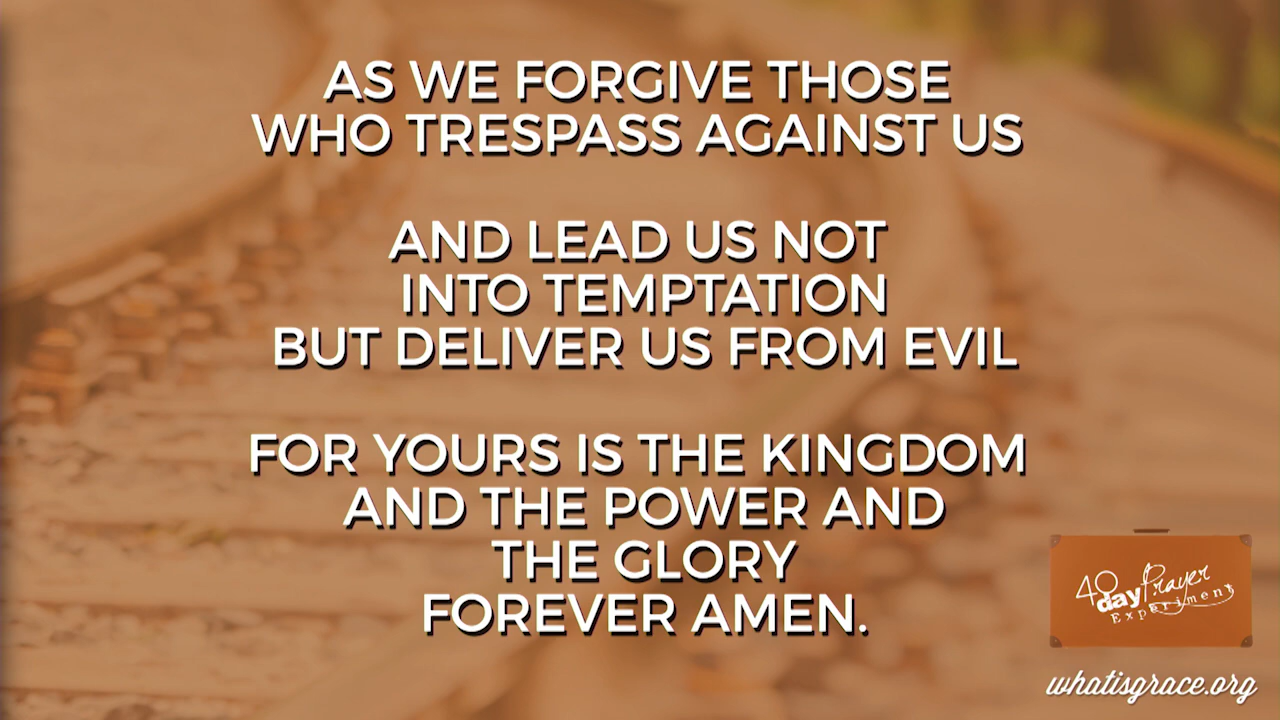 AS WE FORGIVE THOSE
WHO TRESPASS AGAINST US
AND LEAD US NOT
INTO TEMPTATION
BUT DELIVER US FROM EVIL
FOR YOURS IS THE KINGDOM
AND THE POWER AND
THE GLORY
FOREVER AMEN.
40 day Prayer
Experiment
whatisgrace.org